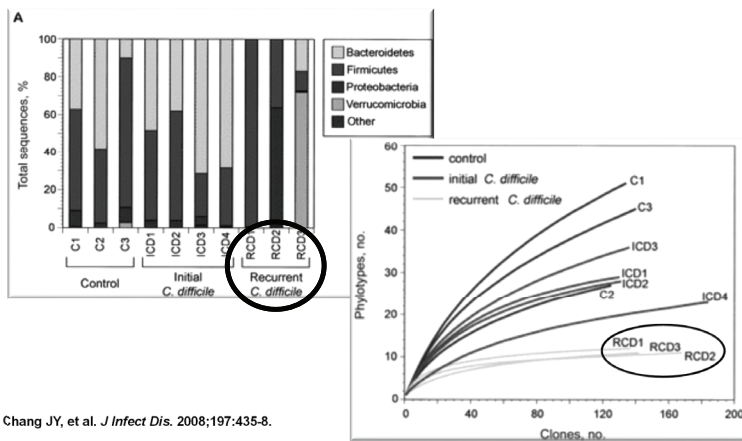 A
Total sequences, %
100
80
60
40
20
0
C1
C2
C3
ICD1
ICD2
ICD3
ICD4
RCD1
RCD2
RCD3
Control
Initial
C. difficile
Recurrent
C. difficile
Bacteroidetes
Firmicutes
Proteobacteria
Verrucomicrobia
Other
Phylotypes, no.
60
50
40
30
20
10
0
control
initial C. difficile
recurrent C. difficile
C1
C3
ICD3
ICD1
ICD2
C2
ICD4
RCD1
RCD3
RCD2
0
40
80
120
160
200
Clones, no.
Chang JY, et al. J Infect Dis. 2008;197:435-8.